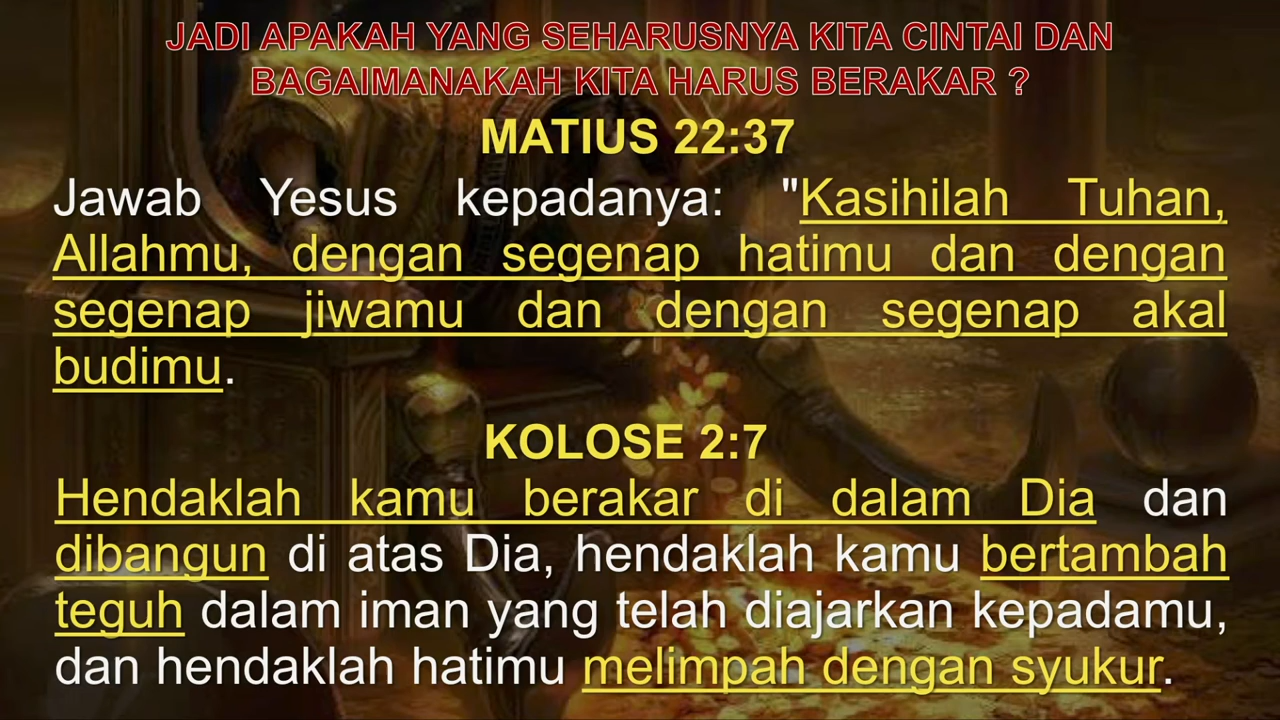 JADI APAKAH YANG SEHARUSNYA KITA CINTAI DAN
BAGAIMANAKAH KITA HARUS BERAKAR ?
MATIUS 22:37
Jawab Yesus kepadanya: "Kasihilah Tuhan,
Allahmu, dengan segenap hatimu dan dengan
segenap jiwamu dan dengan segenap akal
budimu.
KOLOSE 2:7
Hendaklah kamu berakar di dalam Dia dan
dibangun di atas Dia, hendaklah kamu bertambah
teguh dalam iman yang telah diajarkan kepadamu,
dan hendaklah hatimu melimpah dengan syukur.